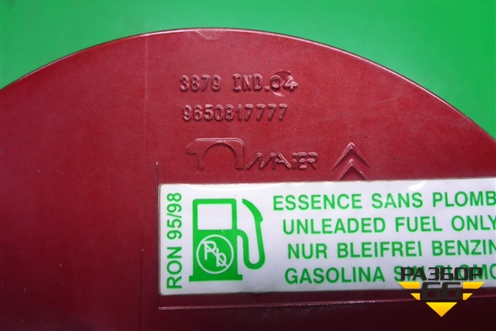 3879 IND.04
9650817777
MAIER
RON 95/98
Pb
ESSENCE SANS PLOMB
UNLEADED FUEL ONLY
NUR BLEIFREI BENZIN
GASOLINA
РАЗБОР
66